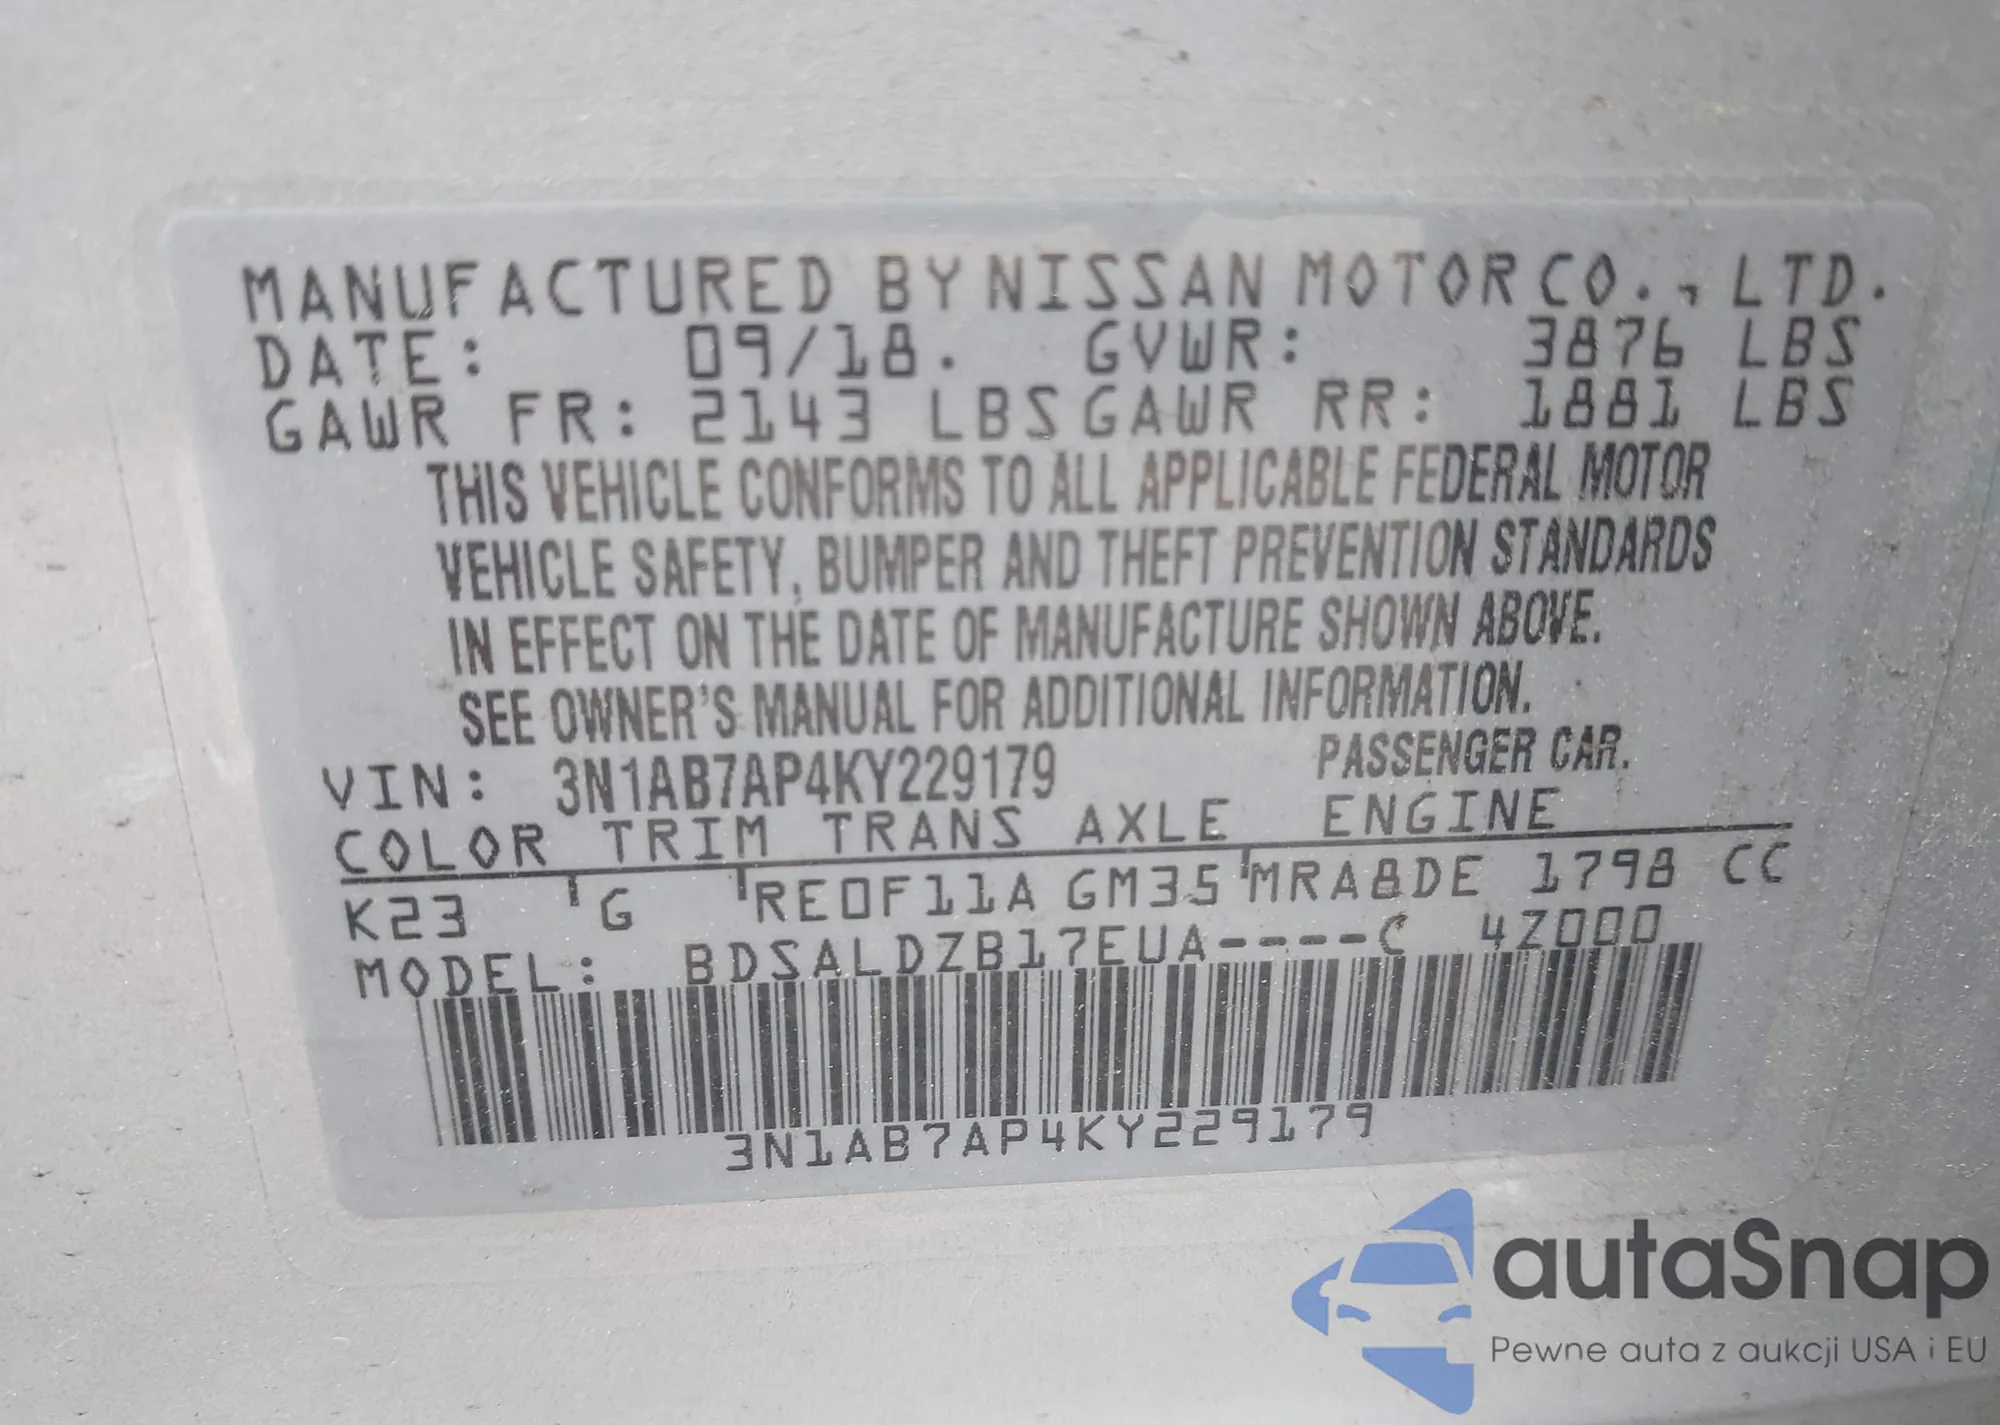 MANUFACTURED BY NISSAN MOTOR CO., LTD.
DATE: 09/18. GVWR: 3876 LBS
GAWR FR: 2143 LBS GAWR RR: 1881 LBS
THIS VEHICLE CONFORMS TO ALL APPLICABLE FEDERAL MOTOR
VEHICLE SAFETY, BUMPER AND THEFT PREVENTION STANDARDS
IN EFFECT ON THE DATE OF MANUFACTURE SHOWN ABOVE.
SEE OWNER'S MANUAL FOR ADDITIONAL INFORMATION.
VIN: 3N1AB7AP4KY229179 PASSENGER CAR.
COLOR TRIM TRANS AXLE ENGINE
K23 G RE0F11A GM35 MRA8DE 1798 CC
MODEL: BDSALDZB17EUA----C 4Z000
3N1AB7AP4KY229179
autaSnap
Pewne auta z aukcji USA i EU